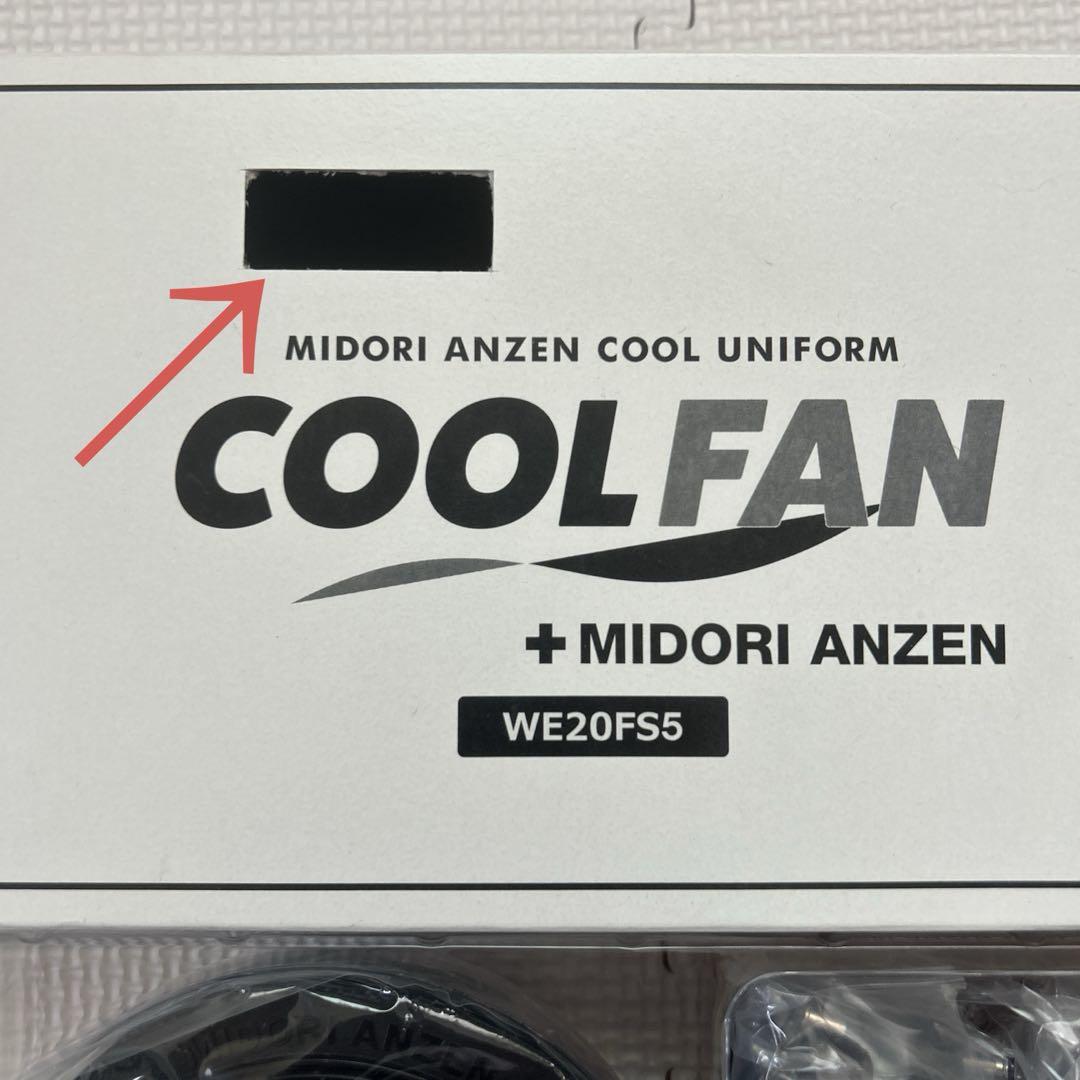 MIDORI ANZEN COOL UNIFORM
COOLFAN
+MIDORI ANZEN
WE20FS5